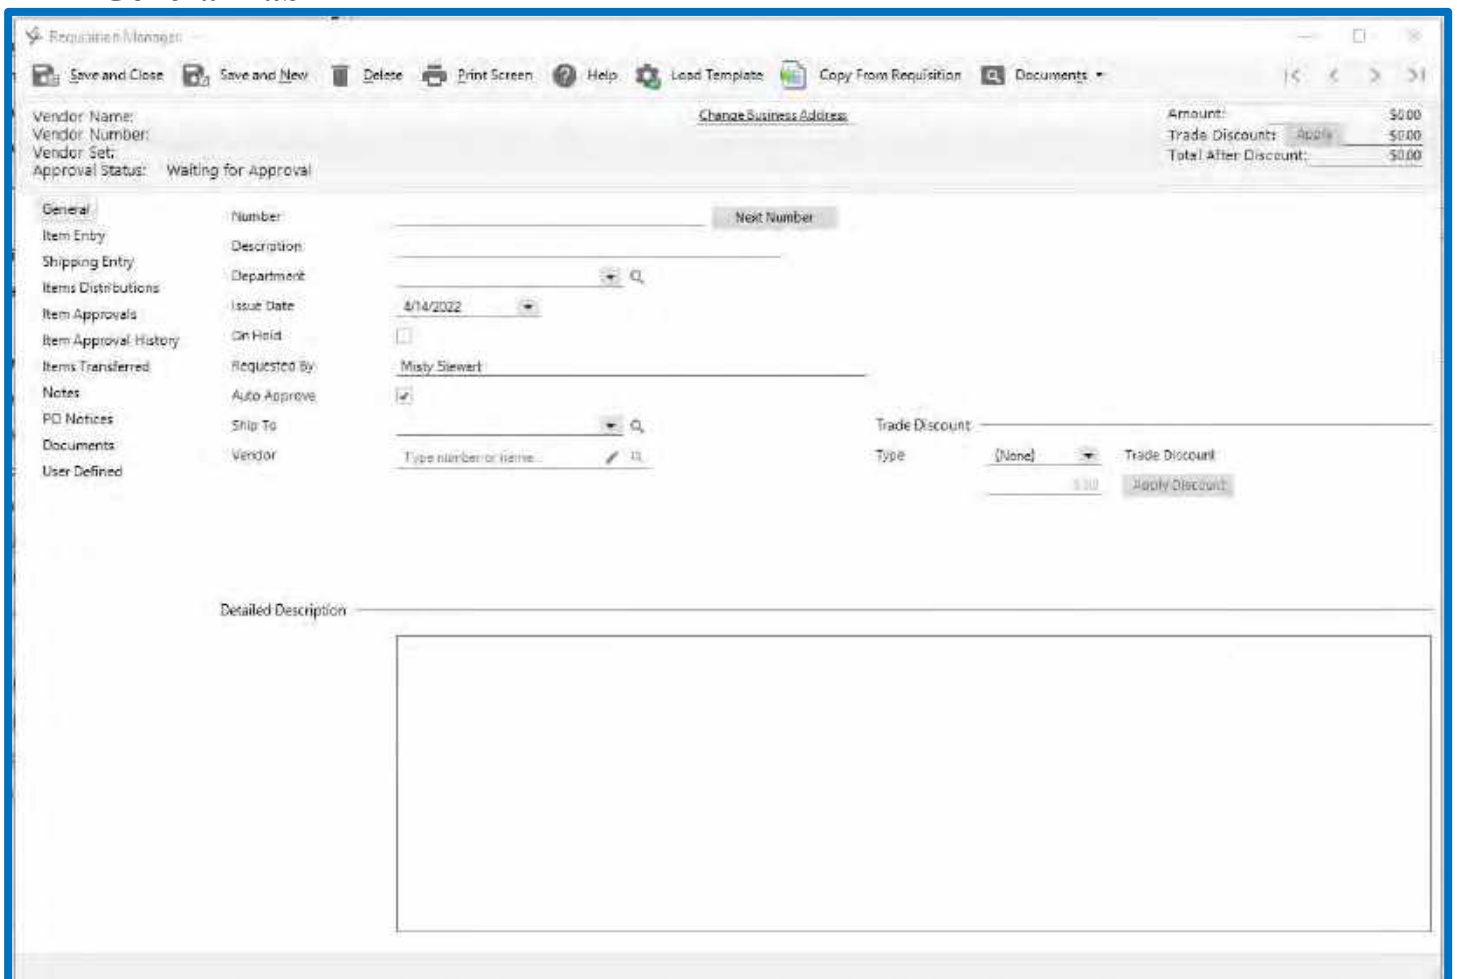 Requisition Manager
Save and Close Save and New Delete Print Screen Help Load Template Copy From Requisition Documents
Vendor Name: Change Business Address Amount: $0.00
Vendor Number: Trade Discount: Apply $0.00
Vendor Set: Total After Discount: $0.00
Approval Status: Waiting for Approval
General
Item Entry
Shipping Entry
Items Distributions
Item Approvals
Item Approval History
Items Transferred
Notes
PO Notices
Documents
User Defined
Number Next Number
Description
Department
Issue Date 4/14/2022
On Hold
Requested By Misty Stewart
Auto Approve
Ship To
Vendor Type number or name...
Trade Discount
Type (None) Trade Discount
0.00 Apply Discount
Detailed Description